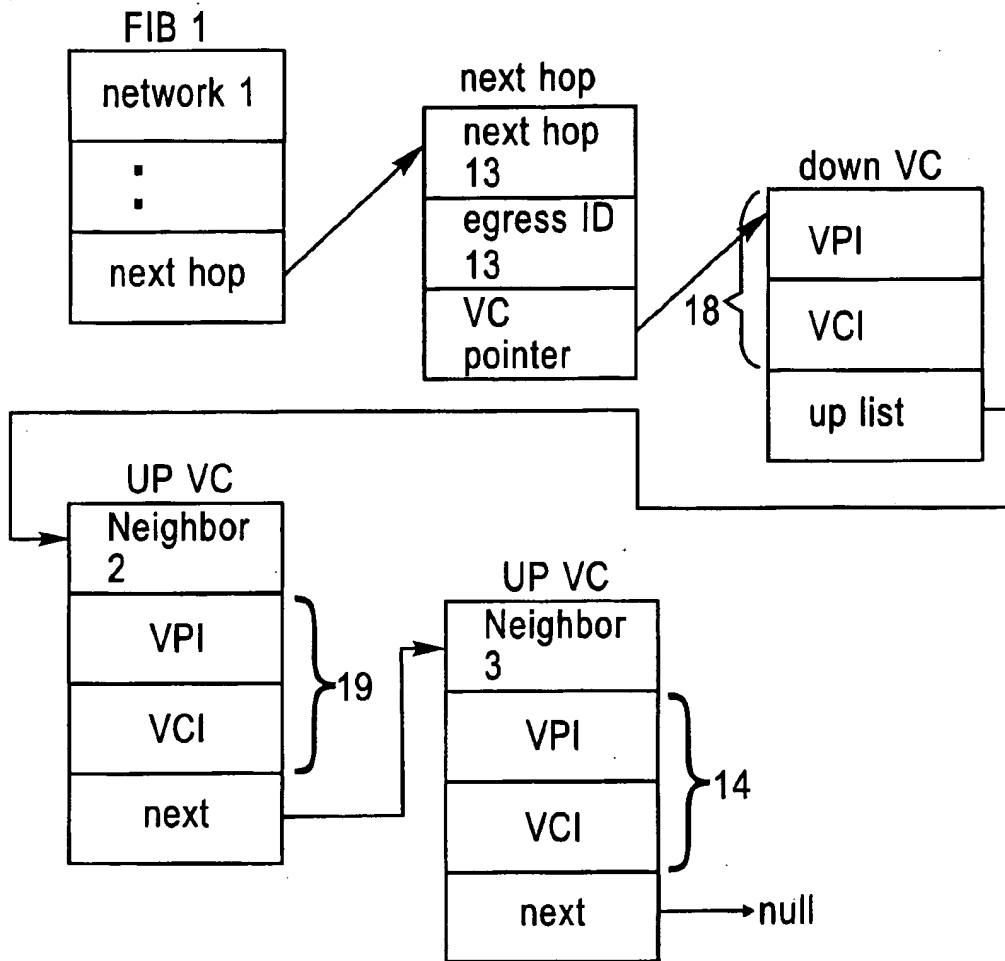 FIB 1
network 1
:
next hop
next hop
next hop
13
egress ID
13
VC
pointer
down VC
VPI
VCI
18
up list
UP VC
Neighbor
2
VPI
VCI
19
next
UP VC
Neighbor
3
VPI
VCI
14
next
null